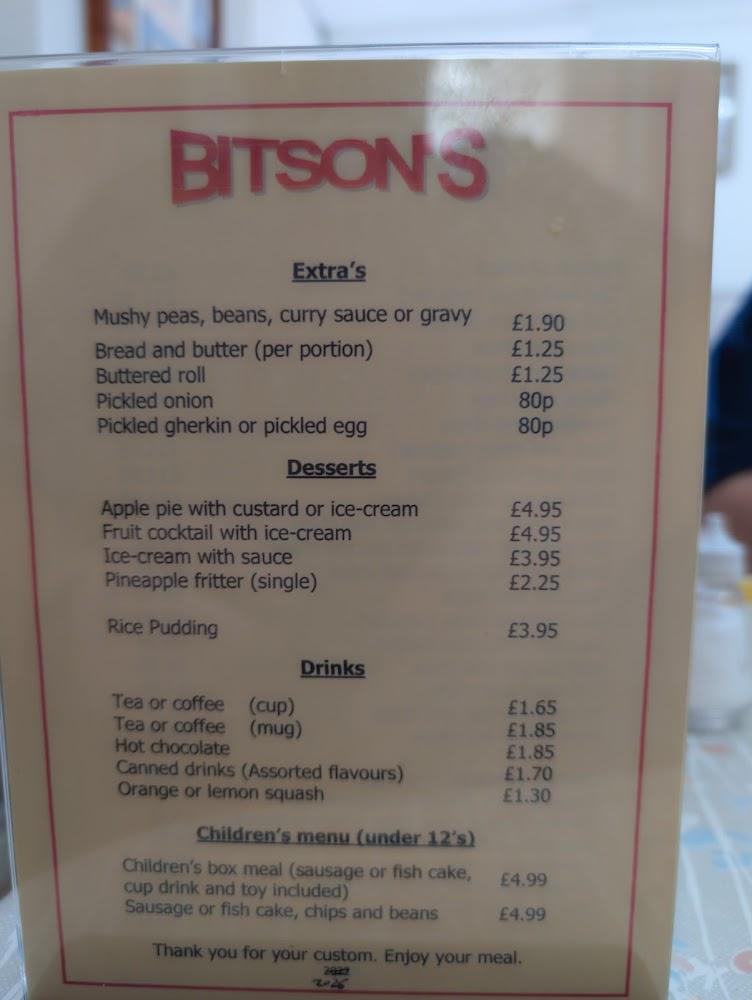 BITSON'S
Extra's
Mushy peas, beans, curry sauce or gravy £1.90
Bread and butter (per portion) £1.25
Buttered roll £1.25
Pickled onion 80p
Pickled gherkin or pickled egg 80p
Desserts
Apple pie with custard or ice-cream £4.95
Fruit cocktail with ice-cream £4.95
Ice-cream with sauce £3.95
Pineapple fritter (single) £2.25
Rice Pudding £3.95
Drinks
Tea or coffee (cup) £1.65
Tea or coffee (mug) £1.85
Hot chocolate £1.85
Canned drinks (Assorted flavours) £1.70
Orange or lemon squash £1.30
Children's menu (under 12's)
Children's box meal (sausage or fish cake,
cup drink and toy included) £4.99
Sausage or fish cake, chips and beans £4.99
Thank you for your custom. Enjoy your meal.